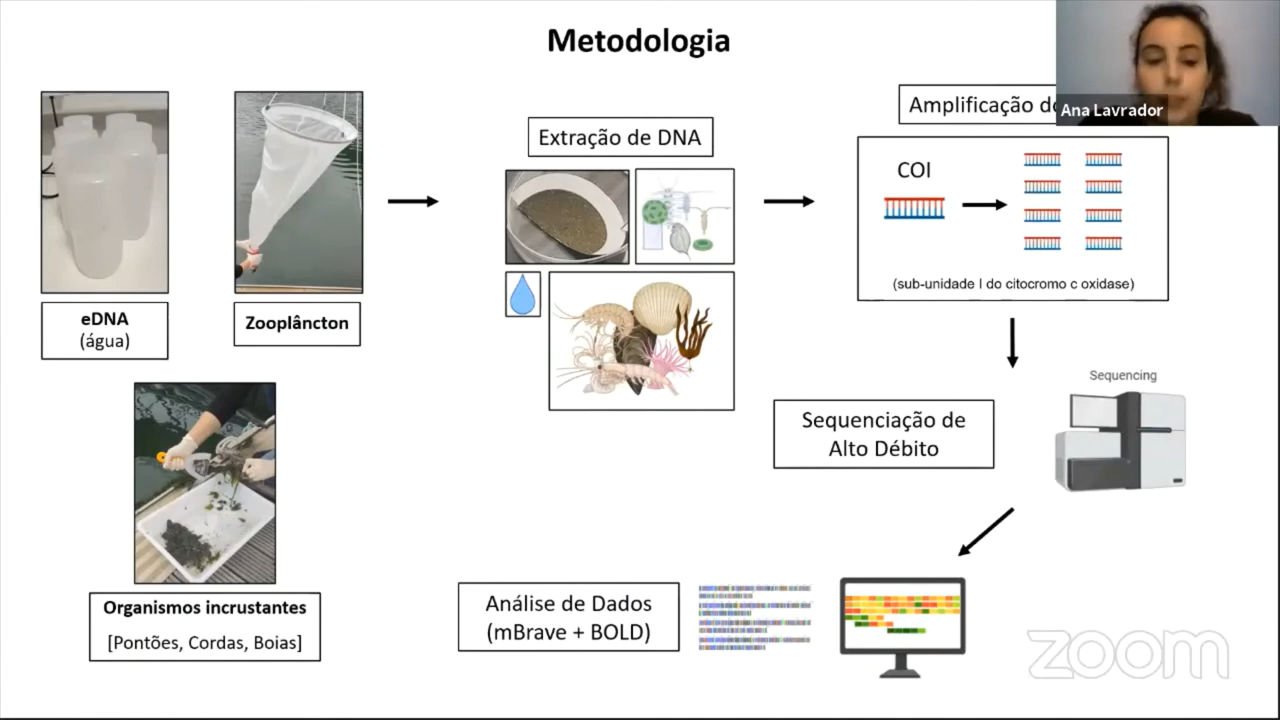 Metodologia
eDNA
(água)
Zooplâncton
Organismos incrustantes
[Pontões, Cordas, Boias]
Extração de DNA
Amplificação
COI
(sub-unidade I do citocromo c oxidase)
Sequencing
Sequenciação de
Alto Débito
Análise de Dados
(mBrave + BOLD)
Ana Lavrador
zoom